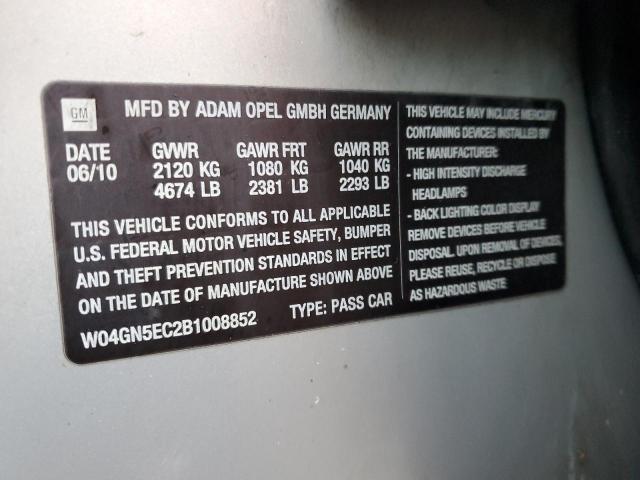 GM
MFD BY ADAM OPEL GMBH GERMANY
DATE GVWR GAWR FRT GAWR RR
06/10 2120 KG 1080 KG 1040 KG
4674 LB 2381 LB 2293 LB
THIS VEHICLE CONFORMS TO ALL APPLICABLE
U.S. FEDERAL MOTOR VEHICLE SAFETY, BUMPER
AND THEFT PREVENTION STANDARDS IN EFFECT
ON THE DATE OF MANUFACTURE SHOWN ABOVE
W04GN5EC2B1008852 TYPE: PASS CAR
THIS VEHICLE MAY INCLUDE MERCURY
CONTAINING DEVICES INSTALLED BY
THE MANUFACTURER:
- HIGH INTENSITY DISCHARGE
HEADLAMPS
- BACK LIGHTING COLOR DISPLAY
REMOVE DEVICES BEFORE VEHICLE
DISPOSAL. UPON REMOVAL OF DEVICES,
PLEASE REUSE, RECYCLE OR DISPOSE
AS HAZARDOUS WASTE